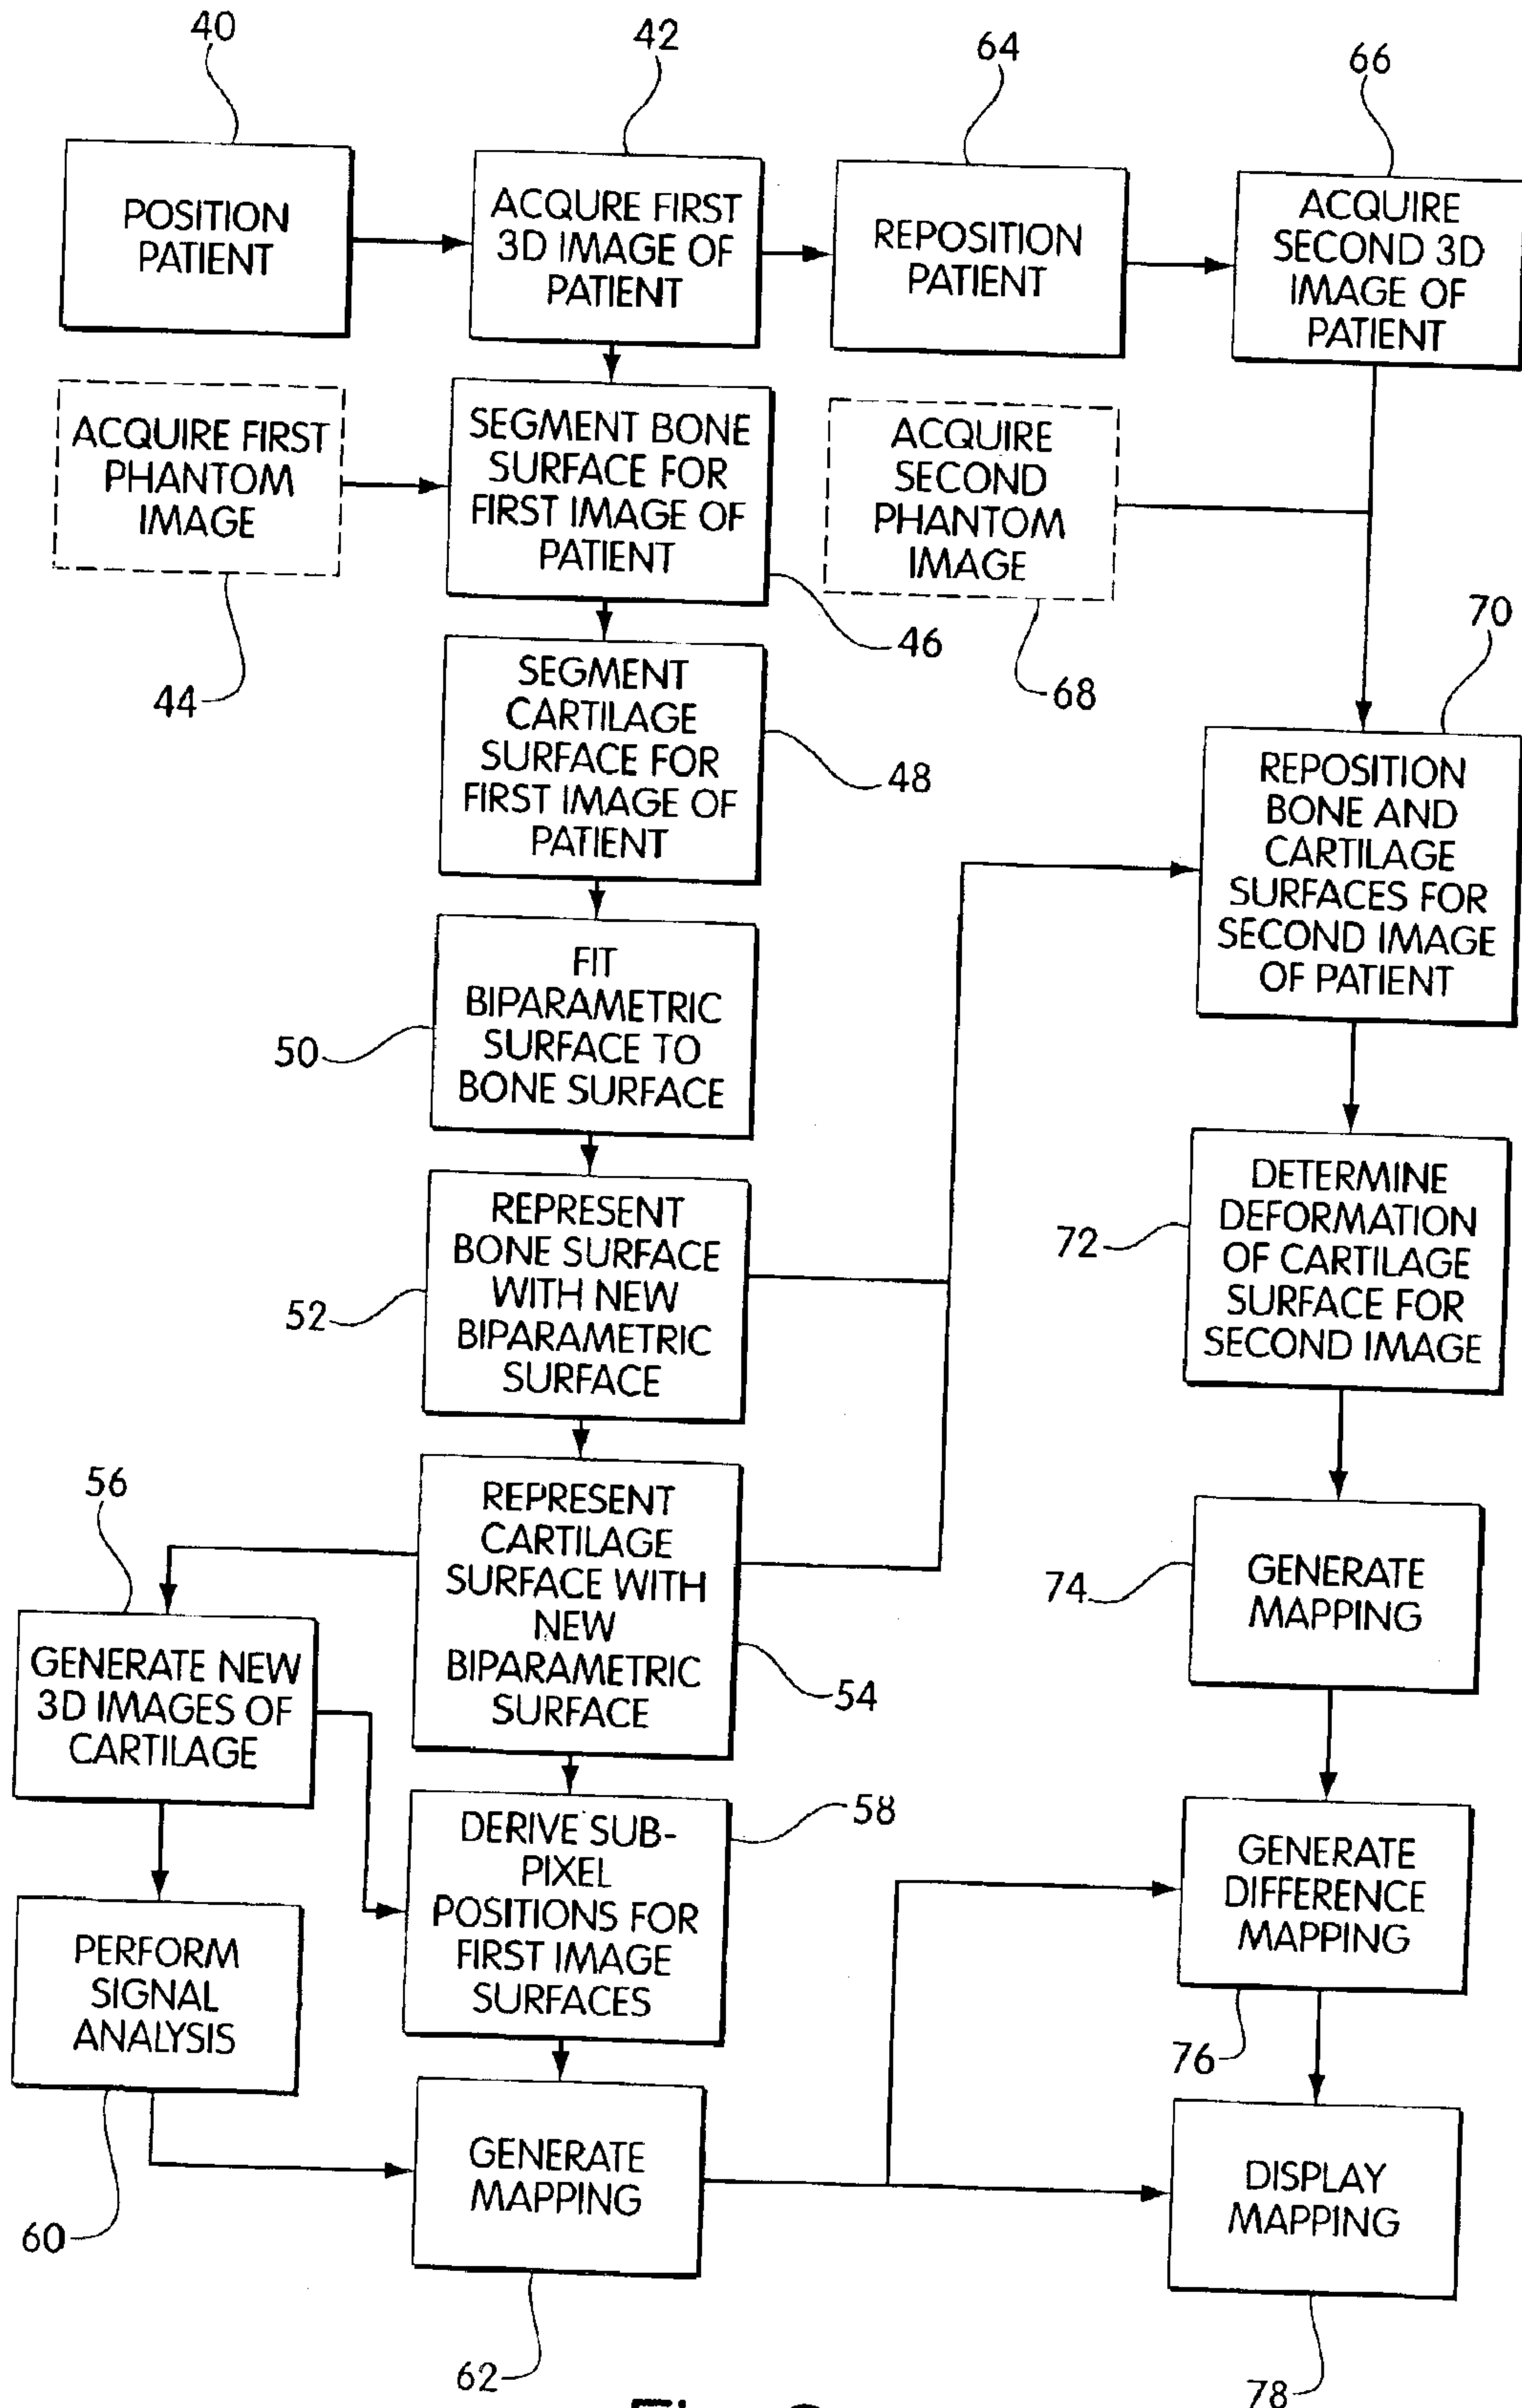 40
42
64
66
POSITION
PATIENT
ACQURE FIRST
3D IMAGE OF
PATIENT
REPOSITION
PATIENT
ACQUIRE
SECOND 3D
IMAGE OF
PATIENT
ACQUIRE FIRST
PHANTOM
IMAGE
44
SEGMENT BONE
SURFACE FOR
FIRST IMAGE OF
PATIENT
46
ACQUIRE
SECOND
PHANTOM
IMAGE
68
70
SEGMENT
CARTILAGE
SURFACE FOR
FIRST IMAGE OF
PATIENT
48
REPOSITION
BONE AND
CARTILAGE
SURFACES FOR
SECOND IMAGE
OF PATIENT
FIT
BIPARAMETRIC
SURFACE TO
BONE SURFACE
50
REPRESENT
BONE SURFACE
WITH NEW
BIPARAMETRIC
SURFACE
52
DETERMINE
DEFORMATION
OF CARTILAGE
SURFACE FOR
SECOND IMAGE
72
56
REPRESENT
CARTILAGE
SURFACE WITH
NEW
BIPARAMETRIC
SURFACE
54
74
GENERATE
MAPPING
GENERATE NEW
3D IMAGES OF
CARTILAGE
DERIVE SUB-
PIXEL
POSITIONS FOR
FIRST IMAGE
SURFACES
58
GENERATE
DIFFERENCE
MAPPING
76
PERFORM
SIGNAL
ANALYSIS
60
GENERATE
MAPPING
62
DISPLAY
MAPPING
78